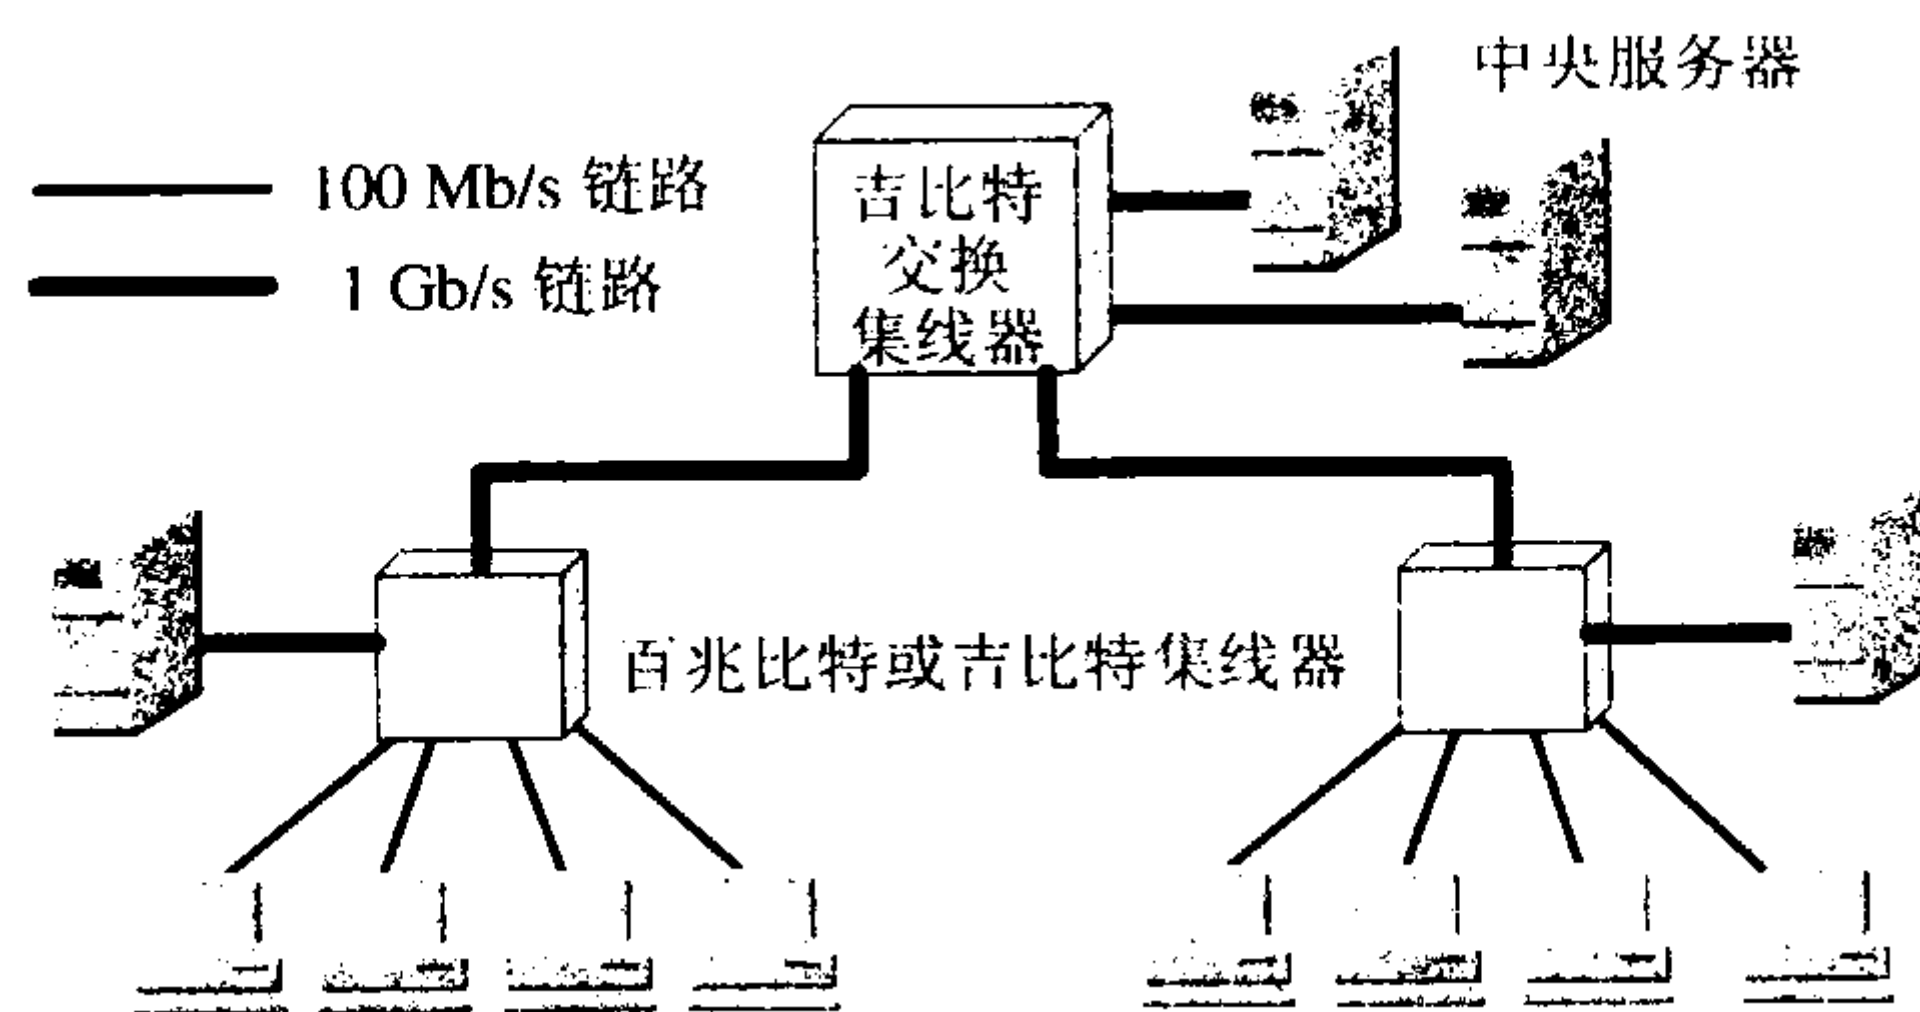 中央服务器
100 Mb/s 链路
1 Gb/s 链路
吉比特
交换
集线器
百兆比特或吉比特集线器